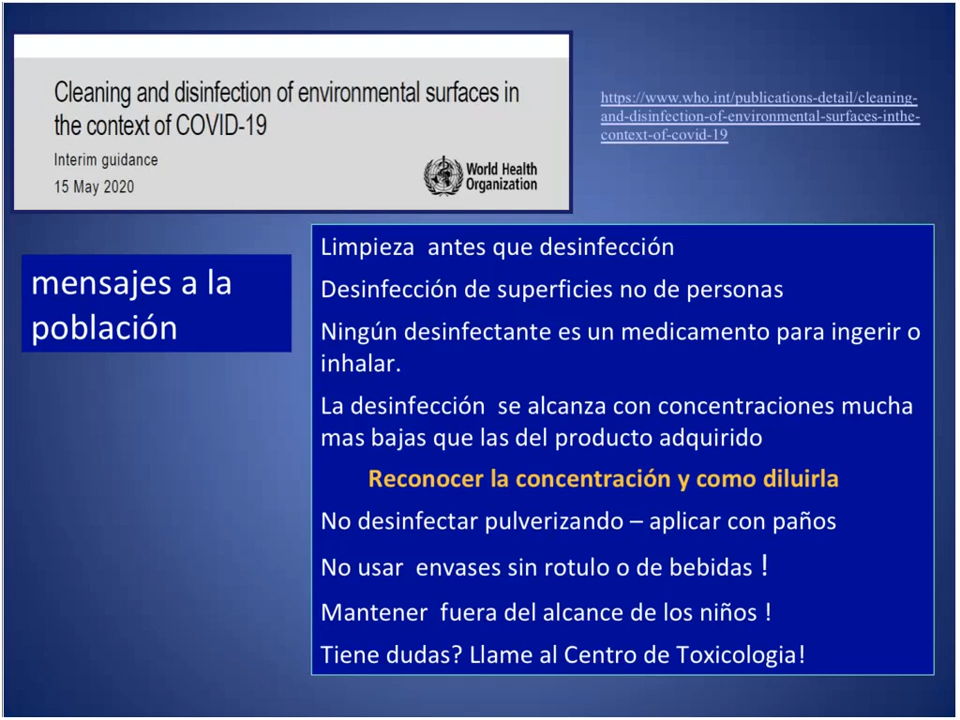 Cleaning and disinfection of environmental surfaces in
the context of COVID-19
Interim guidance
15 May 2020
World Health
Organization
https://www.who.int/publications-detail/cleaning-
and-disinfection-of-environmental-surfaces-inthe-
context-of-covid-19
mensajes a la
población
Limpieza antes que desinfección
Desinfección de superficies no de personas
Ningún desinfectante es un medicamento para ingerir o
inhalar.
La desinfección se alcanza con concentraciones mucha
mas bajas que las del producto adquirido
Reconocer la concentración y como diluirla
No desinfectar pulverizando – aplicar con paños
No usar envases sin rotulo o de bebidas !
Mantener fuera del alcance de los niños !
Tiene dudas? Llame al Centro de Toxicologia!